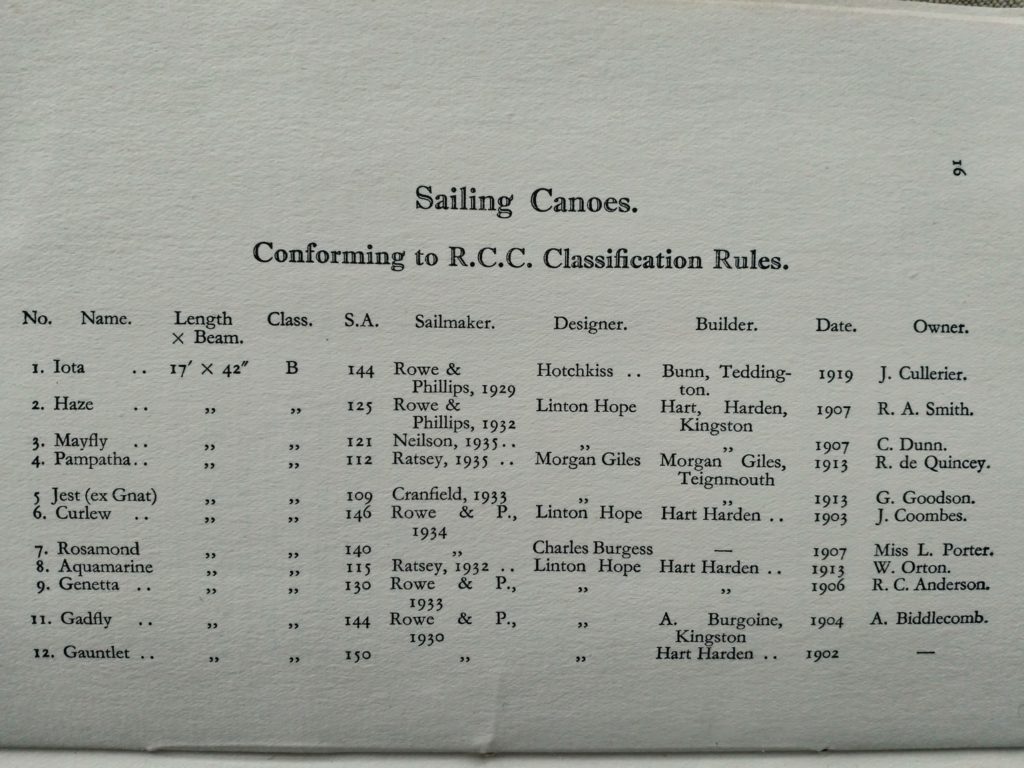 16
Sailing Canoes.
Conforming to R.C.C. Classification Rules.
No. Name. Length Class. S.A. Sailmaker. Designer. Builder. Date. Owner.
× Beam.
1. Iota .. 17′ × 42″ B 144 Rowe & Hotchkiss .. Bunn, Tedding- 1919 J. Cullerier.
Phillips, 1929 ton.
2. Haze .. ,, ,, 125 Rowe & Linton Hope Hart, Harden, 1907 R. A. Smith.
Phillips, 1932 Kingston
3. Mayfly .. ,, ,, 121 Neilson, 1935.. ,, ,, 1907 C. Dunn.
4. Pampatha.. ,, ,, 112 Ratsey, 1935 .. Morgan Giles Morgan Giles, 1913 R. de Quincey.
Teignmouth
5 Jest (ex Gnat) ,, ,, 109 Cranfield, 1933 ,, ,, 1913 G. Goodson.
6. Curlew .. ,, ,, 146 Rowe & P., Linton Hope Hart Harden .. 1903 J. Coombes.
1934
7. Rosamond ,, ,, 140 ,, Charles Burgess — 1907 Miss L. Porter.
8. Aquamarine ,, ,, 115 Ratsey, 1932 .. Linton Hope Hart Harden .. 1913 W. Orton.
9. Genetta .. ,, ,, 130 Rowe & P., ,, ,, 1906 R. C. Anderson.
1933
11. Gadfly .. ,, ,, 144 Rowe & P., ,, A. Burgoine, 1904 A. Biddlecomb.
1930 Kingston
12. Gauntlet .. ,, ,, 150 ,, ,, Hart Harden .. 1902 —